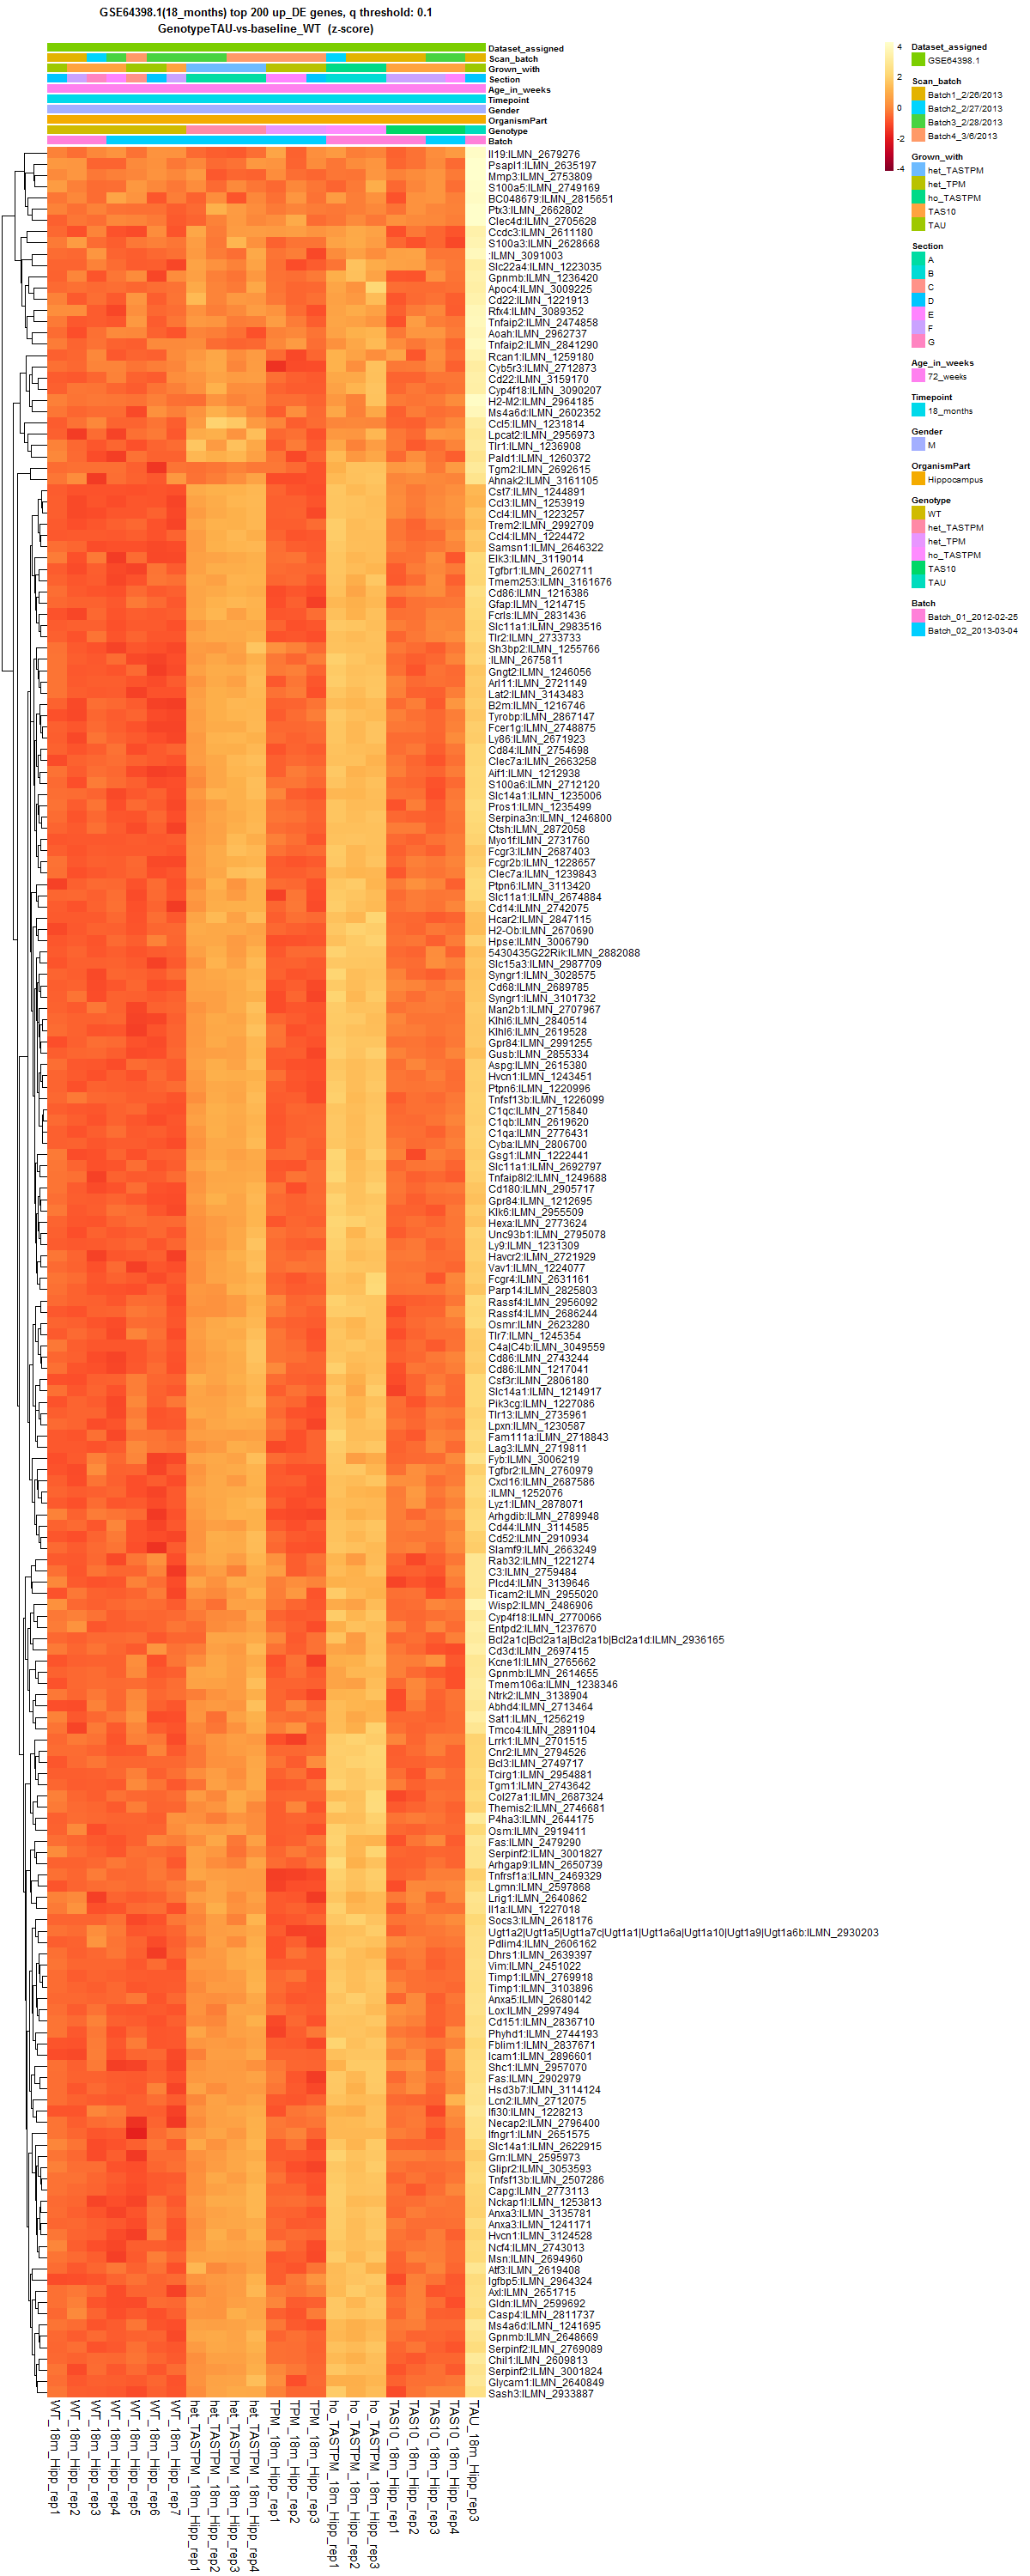 GSE64398.1(18_months) top 200 up_DE genes, q threshold: 0.1
GenotypeTAU-vs-baseline_WT (z-score)
Dataset_assigned
Scan_batch
Grown_with
Section
Age_in_weeks
Timepoint
Gender
OrganismPart
Genotype
Batch
Il19:ILMN_2679276
Psapl1:ILMN_2635197
Mmp3:ILMN_2753809
S100a5:ILMN_2749169
BC048679:ILMN_2815651
Ptx3:ILMN_2662802
Clec4d:ILMN_2705628
Ccdc3:ILMN_2611180
S100a3:ILMN_2628668
:ILMN_3091003
Slc22a4:ILMN_1223035
Gpnmb:ILMN_1236420
Apoc4:ILMN_3009225
Cd22:ILMN_1221913
Rfx4:ILMN_3089352
Tnfaip2:ILMN_2474858
Aoah:ILMN_2962737
Tnfaip2:ILMN_2841290
Rcan1:ILMN_1259180
Cyb5r3:ILMN_2712873
Cd22:ILMN_3159170
Cyp4f18:ILMN_3090207
H2-M2:ILMN_2964185
Ms4a6d:ILMN_2602352
Ccl5:ILMN_1231814
Lpcat2:ILMN_2956973
Tlr1:ILMN_1236908
Pald1:ILMN_1260372
Tgm2:ILMN_2692615
Ahnak2:ILMN_3161105
Cst7:ILMN_1244891
Ccl3:ILMN_1253919
Ccl4:ILMN_1223257
Trem2:ILMN_2992709
Ccl4:ILMN_1224472
Samsn1:ILMN_2646322
Elk3:ILMN_3119014
Tgfbr1:ILMN_2602711
Tmem253:ILMN_3161676
Cd86:ILMN_1216386
Gfap:ILMN_1214715
Fcrls:ILMN_2831436
Slc11a1:ILMN_2983516
Tlr2:ILMN_2733733
Sh3bp2:ILMN_1255766
:ILMN_2675811
Gngt2:ILMN_1246056
Arl11:ILMN_2721149
Lat2:ILMN_3143483
B2m:ILMN_1216746
Tyrobp:ILMN_2867147
Fcer1g:ILMN_2748875
Ly86:ILMN_2671923
Cd84:ILMN_2754698
Clec7a:ILMN_2663258
Aif1:ILMN_1212938
S100a6:ILMN_2712120
Slc14a1:ILMN_1235006
Pros1:ILMN_1235499
Serpina3n:ILMN_1246800
Ctsh:ILMN_2872058
Myo1f:ILMN_2731760
Fcgr3:ILMN_2687403
Fcgr2b:ILMN_1228657
Clec7a:ILMN_1239843
Ptpn6:ILMN_3113420
Slc11a1:ILMN_2674884
Cd14:ILMN_2742075
Hcar2:ILMN_2847115
H2-Ob:ILMN_2670690
Hpse:ILMN_3006790
5430435G22Rik:ILMN_2882088
Slc15a3:ILMN_2987709
Syngr1:ILMN_3028575
Cd68:ILMN_2689785
Syngr1:ILMN_3101732
Man2b1:ILMN_2707967
Klhl6:ILMN_2840514
Klhl6:ILMN_2619528
Gpr84:ILMN_2991255
Gusb:ILMN_2855334
Aspg:ILMN_2615380
Hvcn1:ILMN_1243451
Ptpn6:ILMN_1220996
Tnfsf13b:ILMN_1226099
C1qc:ILMN_2715840
C1qb:ILMN_2619620
C1qa:ILMN_2776431
Cyba:ILMN_2806700
Gsg1:ILMN_1222441
Slc11a1:ILMN_2692797
Tnfaip8l2:ILMN_1249688
Cd180:ILMN_2905717
Gpr84:ILMN_1212695
Klk6:ILMN_2955509
Hexa:ILMN_2773624
Unc93b1:ILMN_2795078
Ly9:ILMN_1231309
Havcr2:ILMN_2721929
Vav1:ILMN_1224077
Fcgr4:ILMN_2631161
Parp14:ILMN_2825803
Rassf4:ILMN_2956092
Rassf4:ILMN_2686244
Osmr:ILMN_2623280
Tlr7:ILMN_1245354
C4a|C4b:ILMN_3049559
Cd86:ILMN_2743244
Cd86:ILMN_1217041
Csf3r:ILMN_2806180
Slc14a1:ILMN_1214917
Pik3cg:ILMN_1227086
Tlr13:ILMN_2735961
Lpxn:ILMN_1230587
Fam111a:ILMN_2718843
Lag3:ILMN_2719811
Fyb:ILMN_3006219
Tgfbr2:ILMN_2760979
Cxcl16:ILMN_2687586
:ILMN_1252076
Lyz1:ILMN_2878071
Arhgdib:ILMN_2789948
Cd44:ILMN_3114585
Cd52:ILMN_2910934
Slamf9:ILMN_2663249
Rab32:ILMN_1221274
C3:ILMN_2759484
Plcd4:ILMN_3139646
Ticam2:ILMN_2955020
Wisp2:ILMN_2486906
Cyp4f18:ILMN_2770066
Entpd2:ILMN_1237670
Bcl2a1c|Bcl2a1a|Bcl2a1b|Bcl2a1d:ILMN_2936165
Cd3d:ILMN_2697415
Kcne1l:ILMN_2765662
Gpnmb:ILMN_2614655
Tmem106a:ILMN_1238346
Ntrk2:ILMN_3138904
Abhd4:ILMN_2713464
Sat1:ILMN_1256219
Tmco4:ILMN_2891104
Lrrk1:ILMN_2701515
Cnr2:ILMN_2794526
Bcl3:ILMN_2749717
Tcirg1:ILMN_2954881
Tgm1:ILMN_2743642
Col27a1:ILMN_2687324
Themis2:ILMN_2746681
P4ha3:ILMN_2644175
Osm:ILMN_2919411
Fas:ILMN_2479290
Serpinf2:ILMN_3001827
Arhgap9:ILMN_2650739
Tnfrsf1a:ILMN_2469329
Lgmn:ILMN_2597868
Lrig1:ILMN_2640862
Il1a:ILMN_1227018
Socs3:ILMN_2618176
Ugt1a2|Ugt1a5|Ugt1a7c|Ugt1a1|Ugt1a6a|Ugt1a10|Ugt1a9|Ugt1a6b:ILMN_2930203
Pdlim4:ILMN_2606162
Dhrs1:ILMN_2639397
Vim:ILMN_2451022
Timp1:ILMN_2769918
Timp1:ILMN_3103896
Anxa5:ILMN_2680142
Lox:ILMN_2997494
Cd151:ILMN_2836710
Phyhd1:ILMN_2744193
Fblim1:ILMN_2837671
Icam1:ILMN_2896601
Shc1:ILMN_2957070
Fas:ILMN_2902979
Hsd3b7:ILMN_3114124
Lcn2:ILMN_2712075
Ifi30:ILMN_1228213
Necap2:ILMN_2796400
Ifngr1:ILMN_2651575
Slc14a1:ILMN_2622915
Grn:ILMN_2595973
Glipr2:ILMN_3053593
Tnfsf13b:ILMN_2507286
Capg:ILMN_2773113
Nckap1l:ILMN_1253813
Anxa3:ILMN_3135781
Anxa3:ILMN_1241171
Hvcn1:ILMN_3124528
Ncf4:ILMN_2743013
Msn:ILMN_2694960
Atf3:ILMN_2619408
Igfbp5:ILMN_2964324
Axl:ILMN_2651715
Gldn:ILMN_2599692
Casp4:ILMN_2811737
Ms4a6d:ILMN_1241695
Gpnmb:ILMN_2648669
Serpinf2:ILMN_2769089
Chil1:ILMN_2609813
Serpinf2:ILMN_3001824
Glycam1:ILMN_2640849
Sash3:ILMN_2933887
WT_18m_Hipp_rep1
WT_18m_Hipp_rep2
WT_18m_Hipp_rep3
WT_18m_Hipp_rep4
WT_18m_Hipp_rep5
WT_18m_Hipp_rep6
WT_18m_Hipp_rep7
het_TASTPM_18m_Hipp_rep1
het_TASTPM_18m_Hipp_rep2
het_TASTPM_18m_Hipp_rep3
het_TASTPM_18m_Hipp_rep4
TPM_18m_Hipp_rep1
TPM_18m_Hipp_rep2
TPM_18m_Hipp_rep3
ho_TASTPM_18m_Hipp_rep1
ho_TASTPM_18m_Hipp_rep2
ho_TASTPM_18m_Hipp_rep3
TAS10_18m_Hipp_rep1
TAS10_18m_Hipp_rep2
TAS10_18m_Hipp_rep3
TAS10_18m_Hipp_rep4
TAU_18m_Hipp_rep3
4
2
0
-2
-4
Dataset_assigned
GSE64398.1
Scan_batch
Batch1_2/26/2013
Batch2_2/27/2013
Batch3_2/28/2013
Batch4_3/6/2013
Grown_with
het_TASTPM
het_TPM
ho_TASTPM
TAS10
TAU
Section
A
B
C
D
E
F
G
Age_in_weeks
72_weeks
Timepoint
18_months
Gender
M
OrganismPart
Hippocampus
Genotype
WT
het_TASTPM
het_TPM
ho_TASTPM
TAS10
TAU
Batch
Batch_01_2012-02-25
Batch_02_2013-03-04